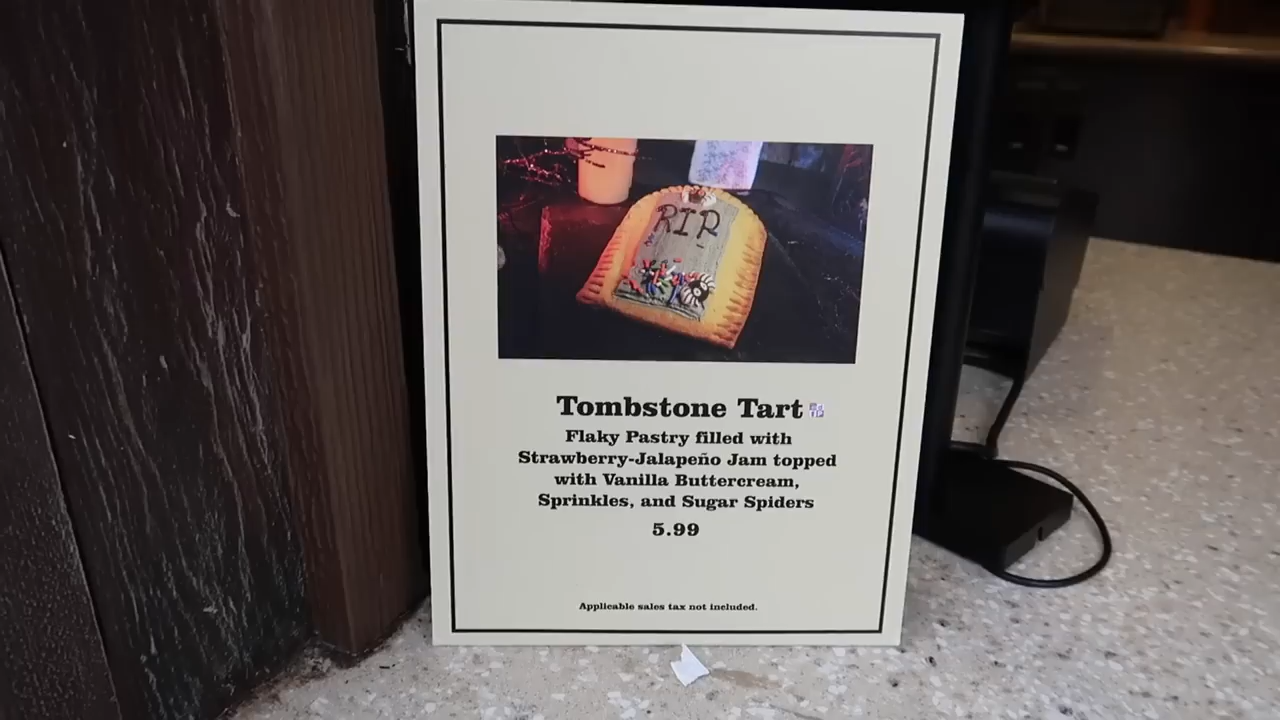 RIP
Tombstone Tart
Flaky Pastry filled with
Strawberry-Jalapeño Jam topped
with Vanilla Buttercream,
Sprinkles, and Sugar Spiders
5.99
Applicable sales tax not included.